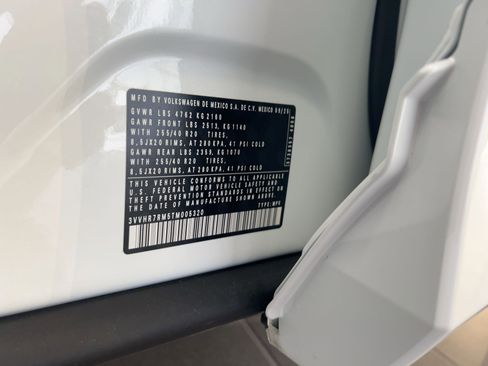 MFD BY VOLKSWAGEN DE MEXICO S.A. DE C.V. MEXICO
GVWR LBS 4762 KG 2160
GAWR FRONT LBS 2513, KG 1140
WITH 255/40 R20 TIRES,
8,5JX20 RIMS, AT 280 KPA, 41 PSI COLD
GAWR REAR LBS 2359, KG 1070
WITH 255/40 R20 TIRES,
8,5JX20 RIMS, AT 280 KPA, 41 PSI COLD
THIS VEHICLE CONFORMS TO ALL APPLICABLE
U.S. FEDERAL MOTOR VEHICLE SAFETY AND
THEFT PREVENTION STANDARDS IN EFFECT ON
THE DATE OF MANUFACTURE SHOWN ABOVE.
3VVHR7RM5TM005320 TYPE: MPV